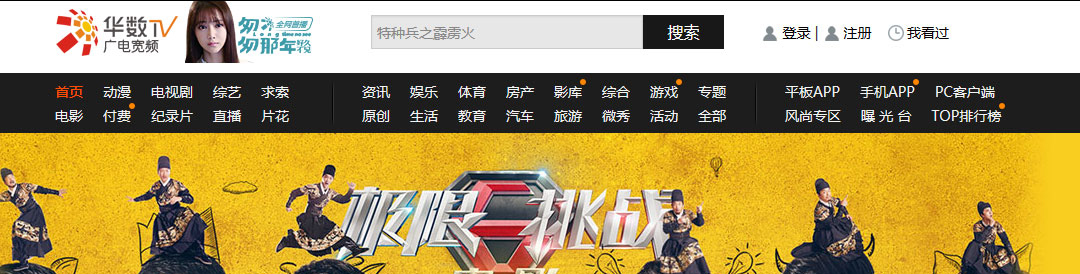 华数TV
广电宽频
匆匆那年
全网首播
特种兵之霹雳火
搜索
登录 | 注册
我看过
首页 动漫 电视剧 综艺 求索
电影 付费 纪录片 直播 片花
资讯 娱乐 体育 房产 影库 综合 游戏 专题
原创 生活 教育 汽车 旅游 微秀 活动 全部
平板APP 手机APP PC客户端
风尚专区 曝 光 台 TOP排行榜
极限挑战